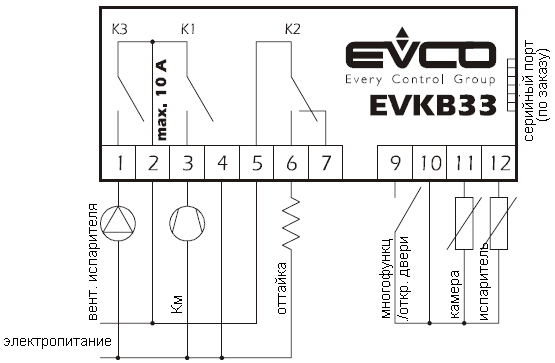 K3 K1 K2
max. 10 A
EVCO
Every Control Group
EVKB33
серийный порт
(по заказу)
1 2 3 4 5 6 7 9 10 11 12
вент. испарителя
Км
оттайка
многофункц
./откр. двери
камера
испаритель
электропитание